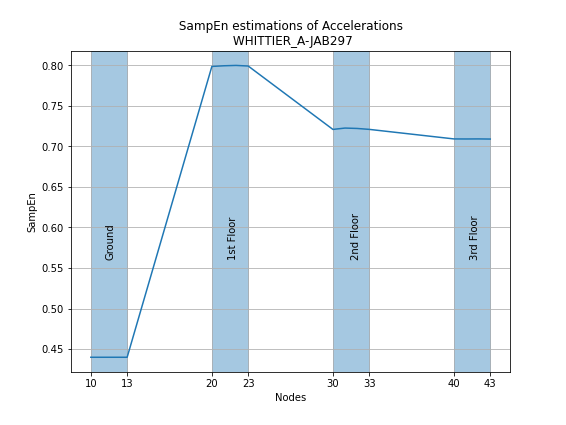 SampEn estimations of Accelerations
WHITTIER_A-JAB297
0.80
0.75
0.70
0.65
0.60
0.55
0.50
0.45
SampEn
Ground
1st Floor
2nd Floor
3rd Floor
10 13 20 23 30 33 40 43
Nodes